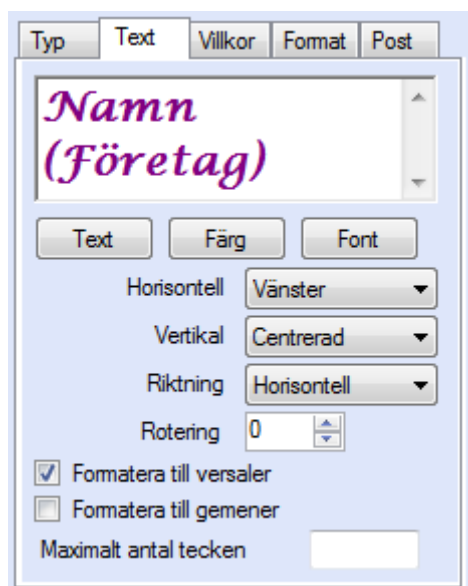 Typ Text Villkor Format Post
Namn
(Företag)
Text Färg Font
Horisontell Vänster
Vertikal Centrerad
Riktning Horisontell
Rotering 0
Formatera till versaler
Formatera till gemener
Maximalt antal tecken